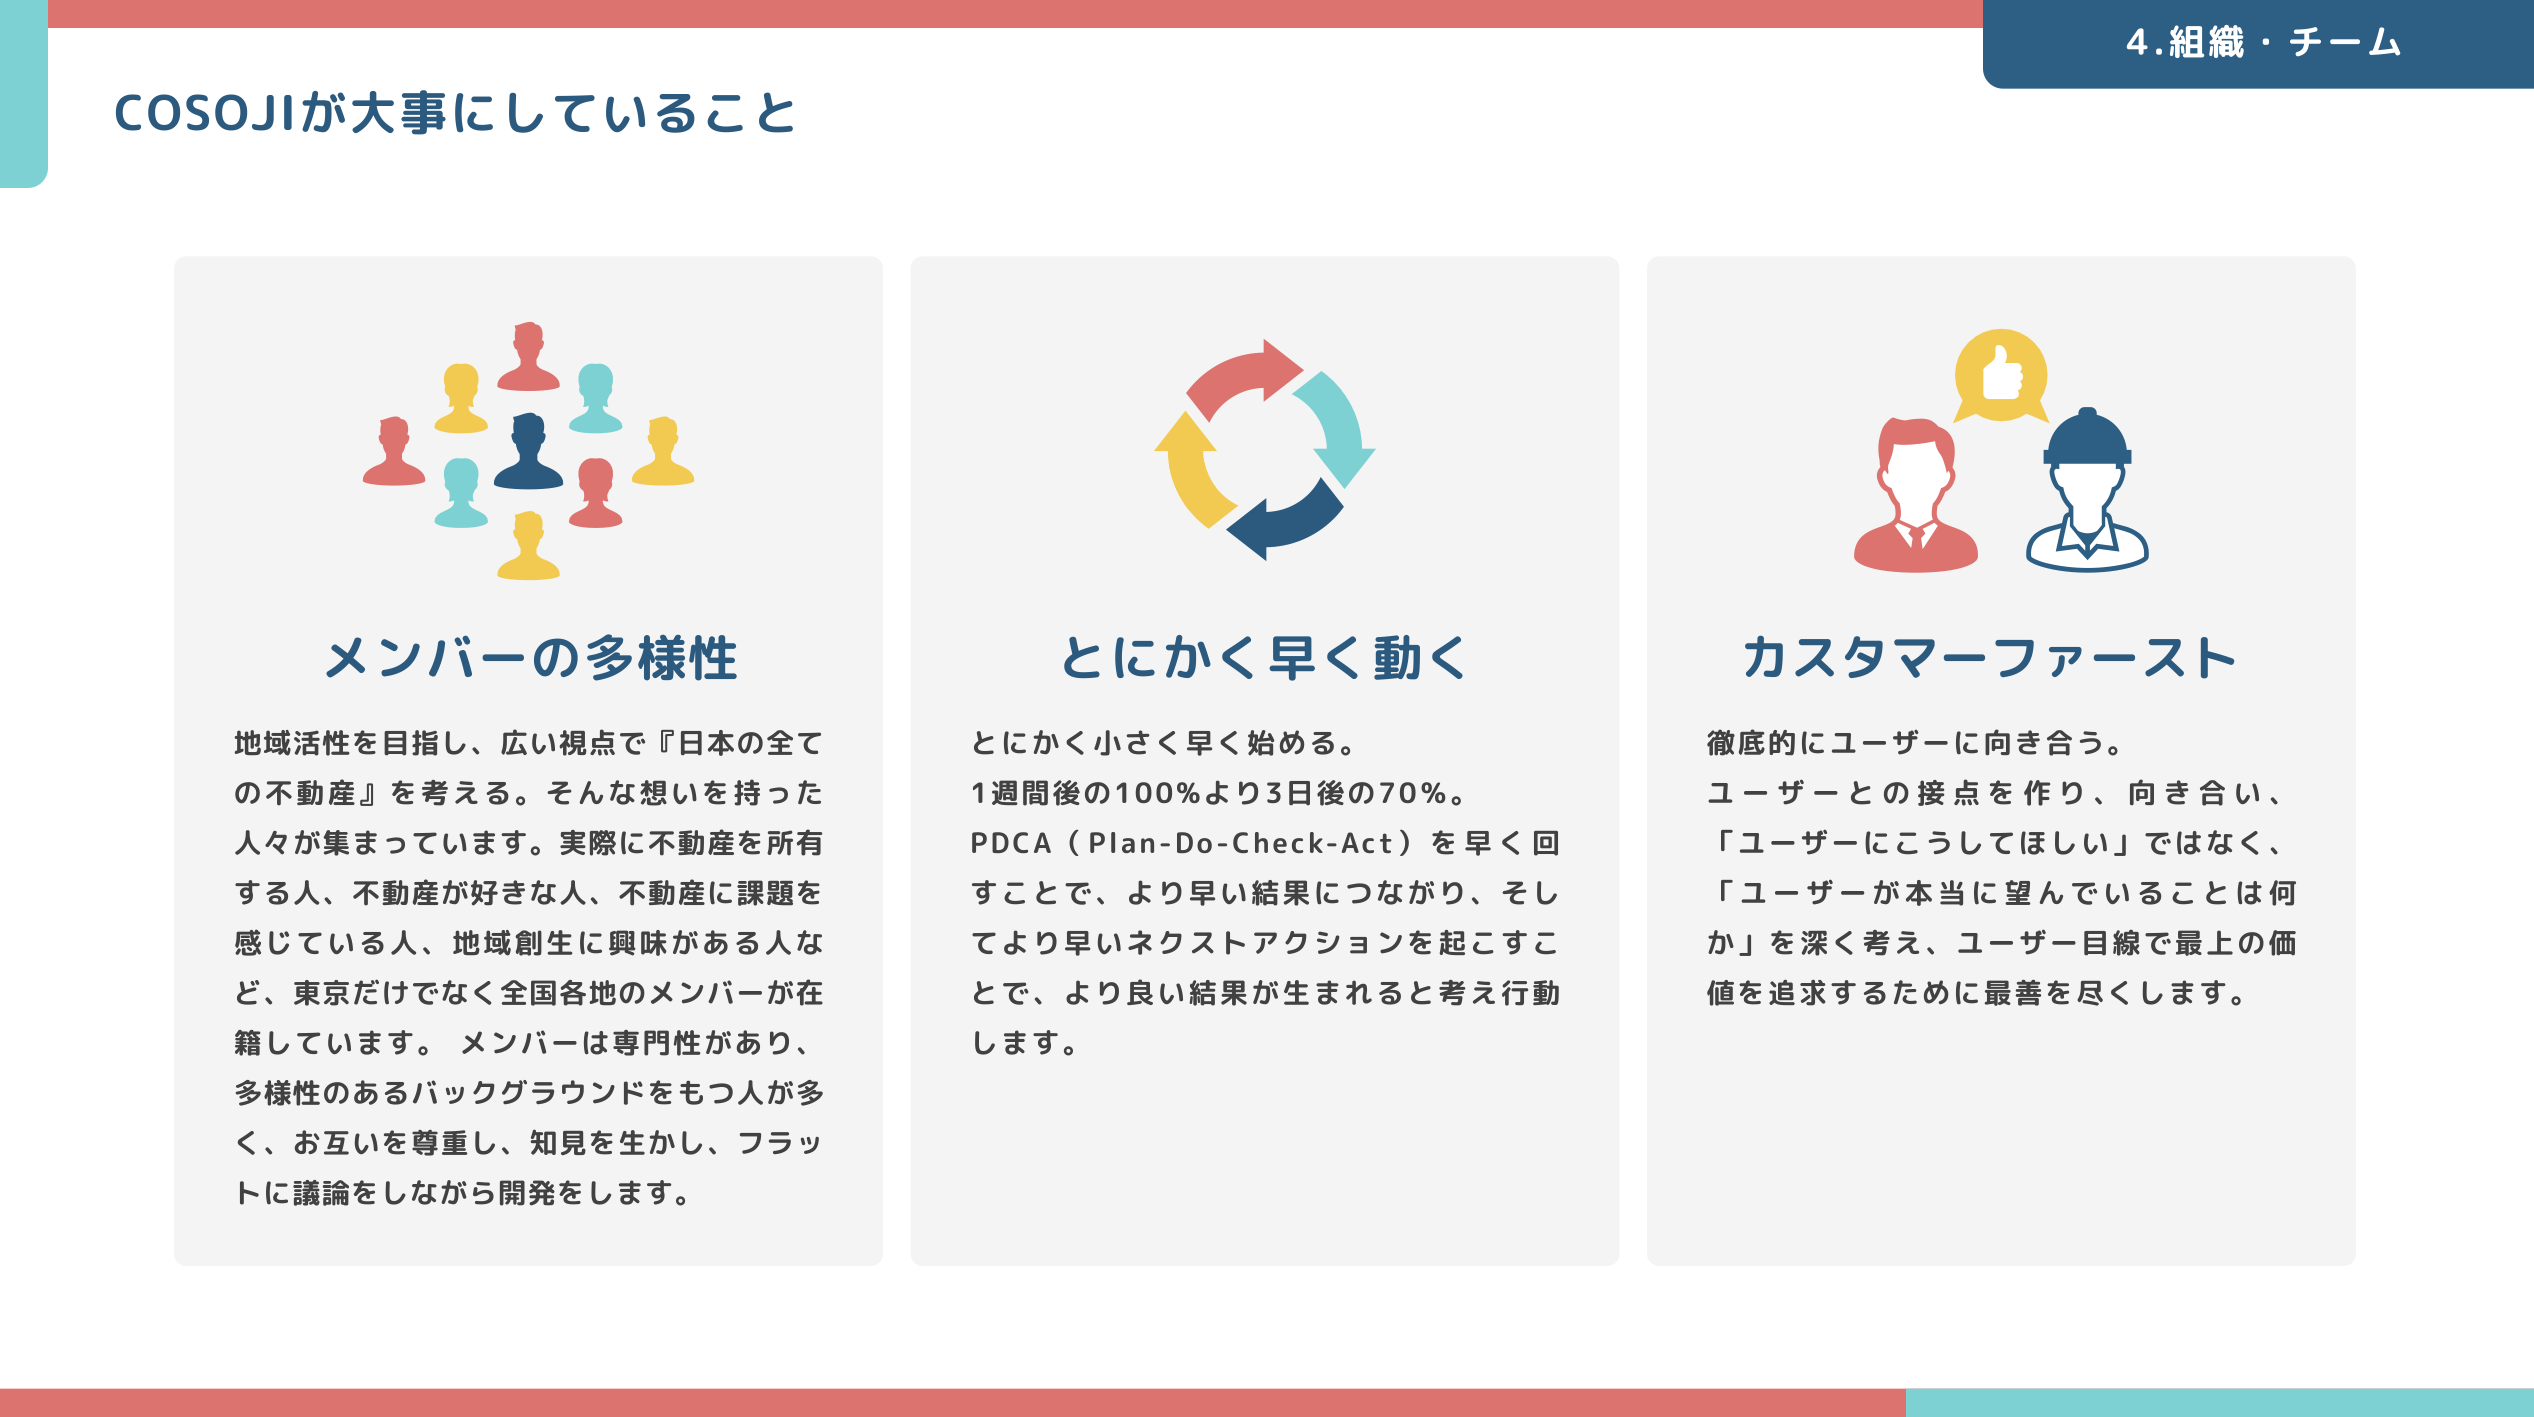 4.組織・チーム
COSOJIが大事にしていること
メンバーの多様性
地域活性を目指し、広い視点で『日本の全て
の不動産』を考える。そんな想いを持った
人々が集まっています。実際に不動産を所有
する人、不動産が好きな人、不動産に課題を
感じている人、地域創生に興味がある人な
ど、東京だけでなく全国各地のメンバーが在
籍しています。 メンバーは専門性があり、
多様性のあるバックグラウンドをもつ人が多
く、お互いを尊重し、知見を生かし、フラッ
トに議論をしながら開発をします。
とにかく早く動く
とにかく小さく早く始める。
1週間後の100%より3日後の70%。
PDCA（Plan-Do-Check-Act）を早く回
すことで、より早い結果につながり、そし
てより早いネクストアクションを起こすこ
とで、より良い結果が生まれると考え行動
します。
カスタマーファースト
徹底的にユーザーに向き合う。
ユーザーとの接点を作り、向き合い、
「ユーザーにこうしてほしい」ではなく、
「ユーザーが本当に望んでいることは何
か」を深く考え、ユーザー目線で最上の価
値を追求するために最善を尽くします。